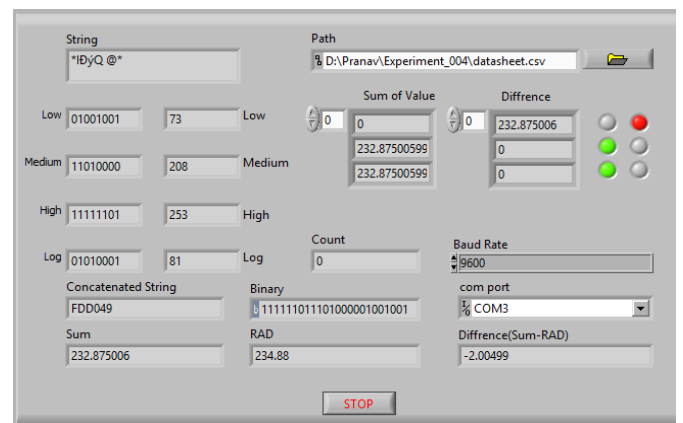 String
Path
*IĐýQ @*
D:\Pranav\Experiment_004\datasheet.csv
Sum of Value
Diffrence
Low 01001001 73 Low
0 0 0 232.875006
232.87500599 0
Medium 11010000 208 Medium
232.87500599 0
High 11111101 253 High
Count
Baud Rate
Log 01010001 81 Log 0 9600
Concatenated String Binary com port
FDD049 111111011101000001001001 COM3
Sum RAD Diffrence(Sum-RAD)
232.875006 234.88 -2.00499
STOP